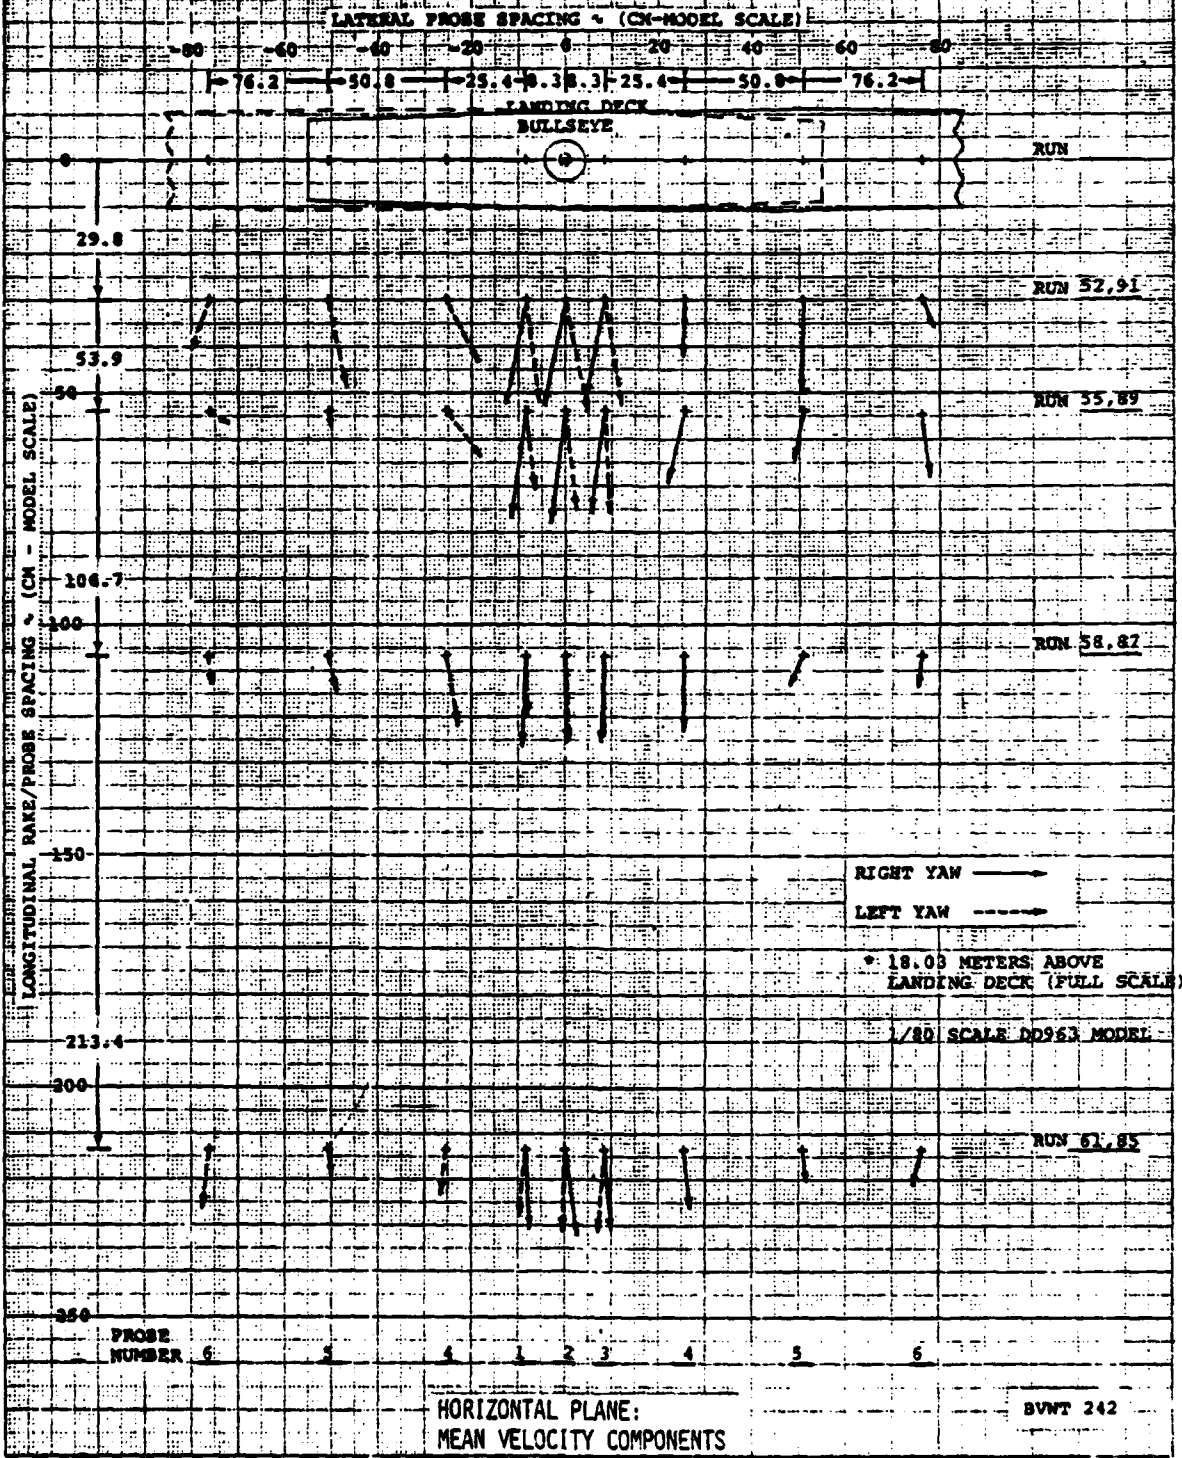 LATERAL PROBE SPACING ~ (CM-MODEL SCALE)
-80 -60 -40 -20 0 20 40 60 80
76.2 50.8 25.4 8.3 8.3 25.4 50.8 76.2
LANDING DECK
BULLSEYE
0
RUN
29.8
RUN 52,91
53.9
50
RUN 55,89
LONGITUDINAL RAKE/PROBE SPACING ~ (CM - MODEL SCALE)
106.7
100
RUN 58,87
150
RIGHT YAW
LEFT YAW
* 18.03 METERS ABOVE
LANDING DECK (FULL SCALE)
1/80 SCALE DD963 MODEL
213.4
200
RUN 61,85
250
PROBE
NUMBER 6 5 4 1 2 3 4 5 6
HORIZONTAL PLANE:
MEAN VELOCITY COMPONENTS
BVWT 242